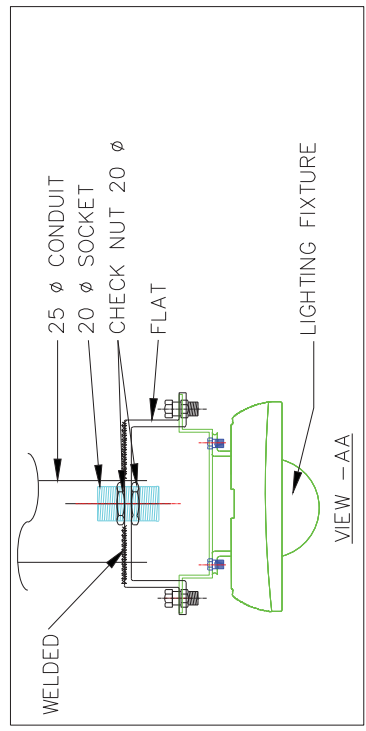 25 ø CONDUIT
20 ø SOCKET
CHECK NUT 20 ø
FLAT
WELDED
LIGHTING FIXTURE
VIEW -AA